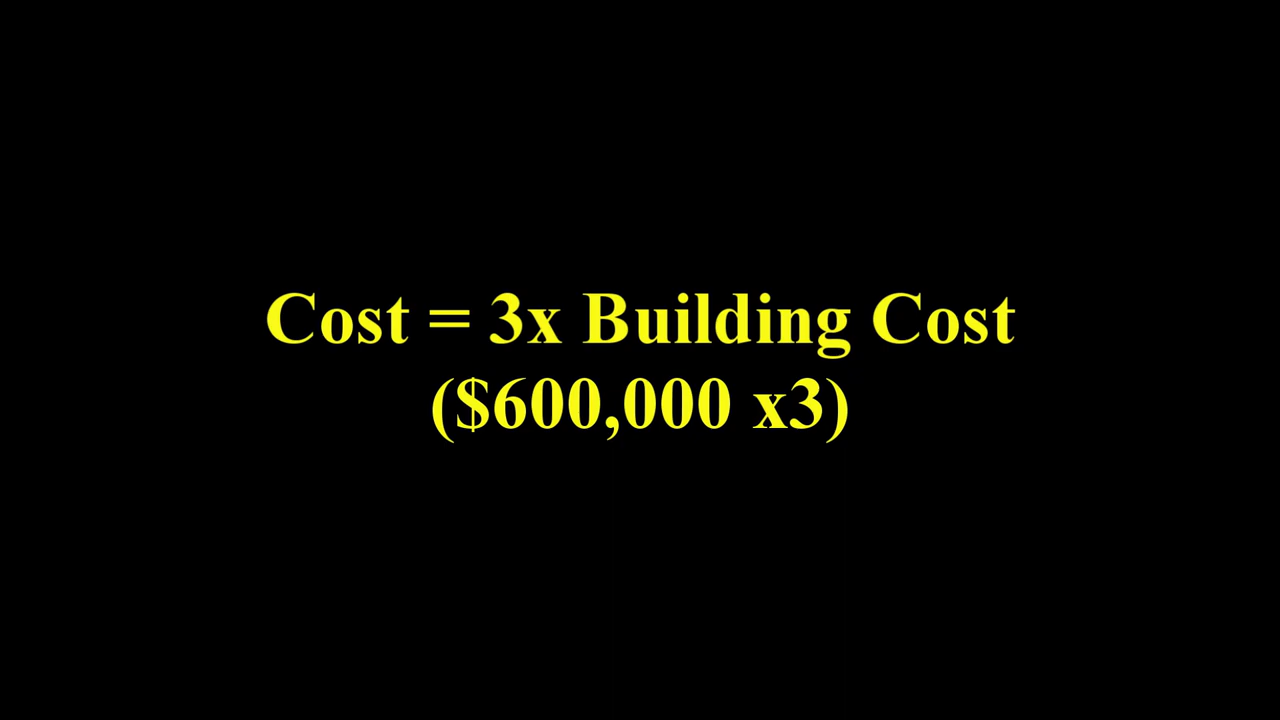 Cost = 3x Building Cost
($600,000 x3)